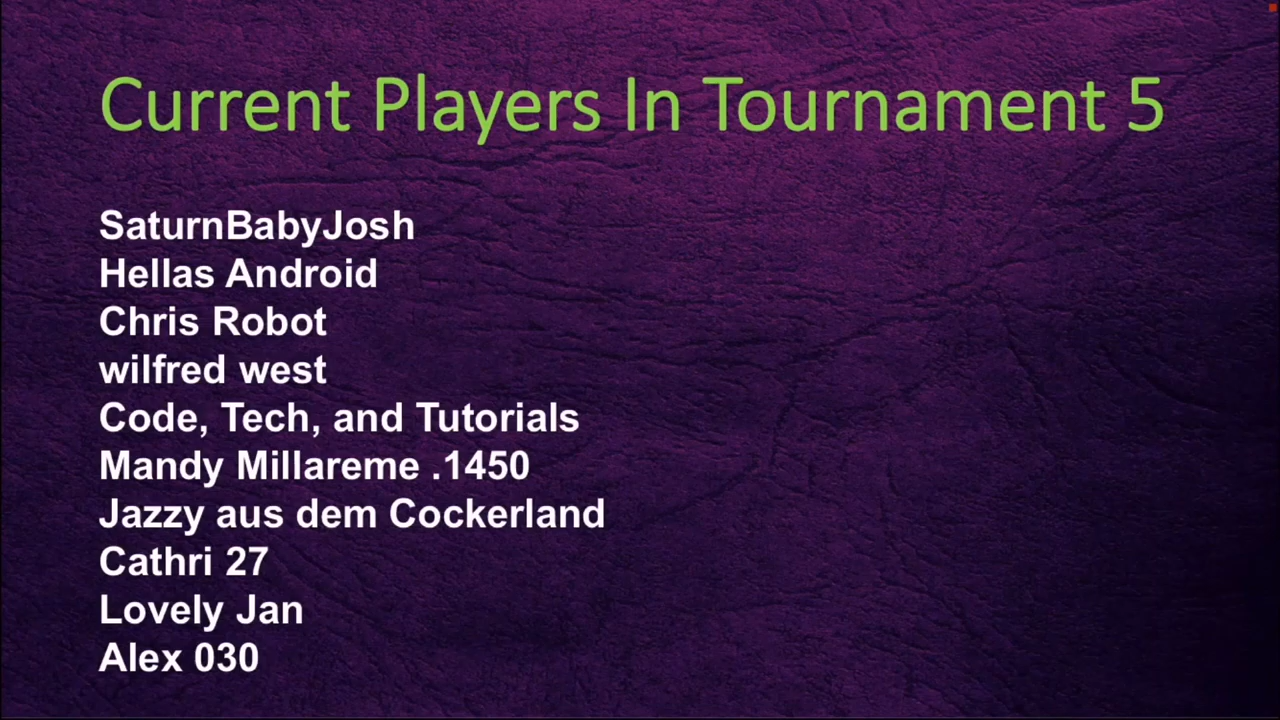 Current Players In Tournament 5
SaturnBabyJosh
Hellas Android
Chris Robot
wilfred west
Code, Tech, and Tutorials
Mandy Millareme .1450
Jazzy aus dem Cockerland
Cathri 27
Lovely Jan
Alex 030